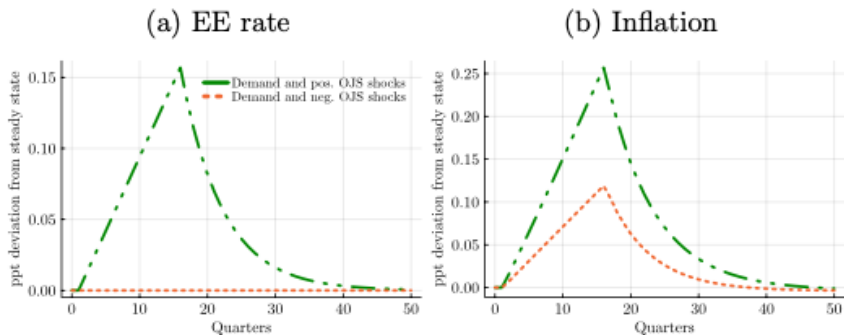 (a) EE rate
ppt deviation from steady state
0.15
0.10
0.05
0.00
Demand and pos. OJS shocks
Demand and neg. OJS shocks
0
10
20
30
40
50
Quarters
(b) Inflation
ppt deviation from steady state
0.25
0.20
0.15
0.10
0.05
0.00
0
10
20
30
40
50
Quarters